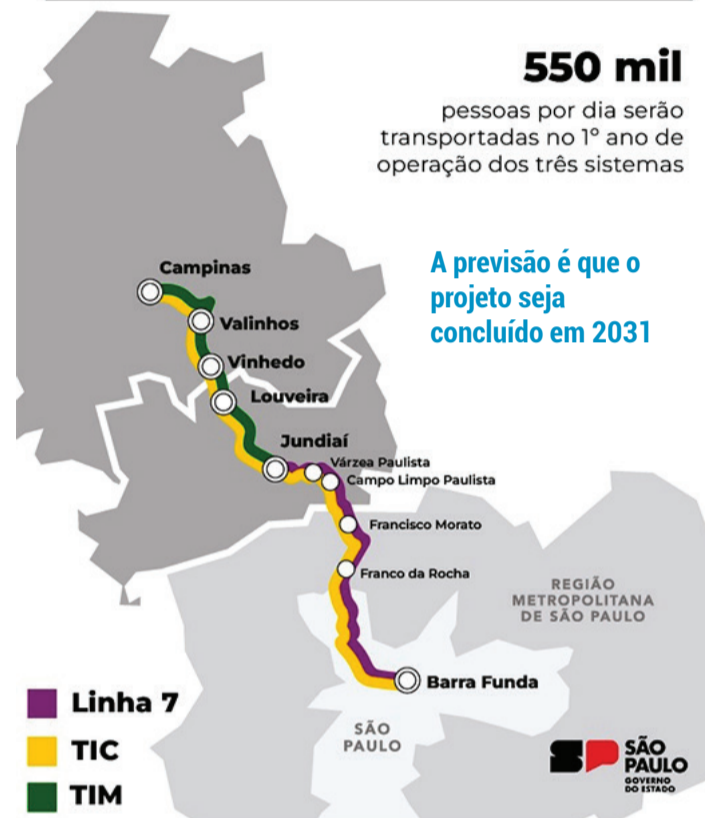 550 mil
pessoas por dia serão
transportadas no 1º ano de
operação dos três sistemas
A previsão é que o
projeto seja
concluído em 2031
Campinas
Valinhos
Vinhedo
Louveira
Jundiaí
Várzea Paulista
Campo Limpo Paulista
Francisco Morato
Franco da Rocha
REGIÃO
METROPOLITANA
DE SÃO PAULO
Barra Funda
SÃO
PAULO
Linha 7
TIC
TIM
SP
SÃO
PAULO
GOVERNO
DO ESTADO